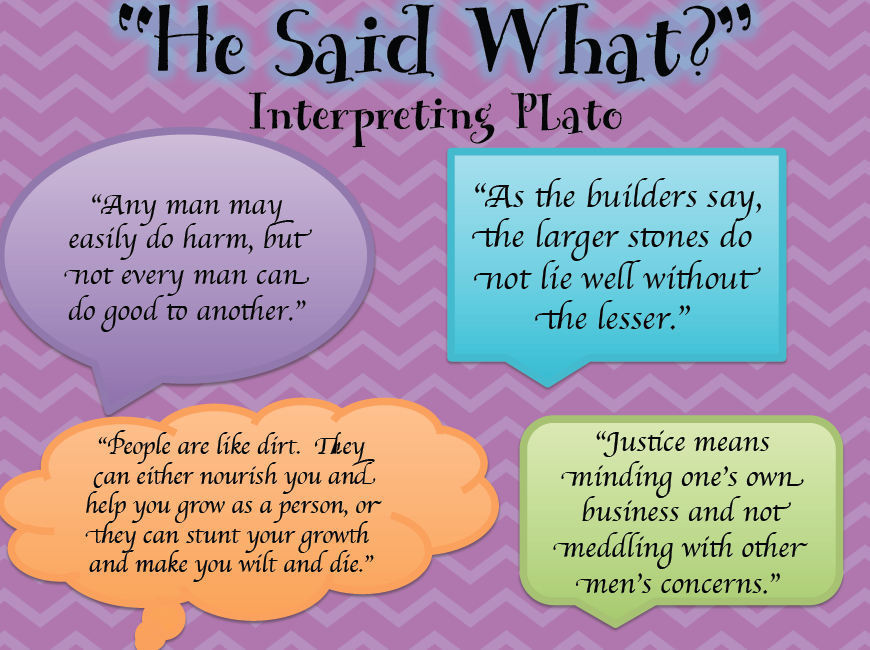 “He Said What?”
Interpreting Plato
“Any man may
easily do harm, but
not every man can
do good to another.”
“As the builders say,
the larger stones do
not lie well without
the lesser.”
“People are like dirt.  They
can either nourish you and
help you grow as a person, or
they can stunt your growth
and make you wilt and die.”
“Justice means
minding one’s own
business and not
meddling with other
men’s concerns.”